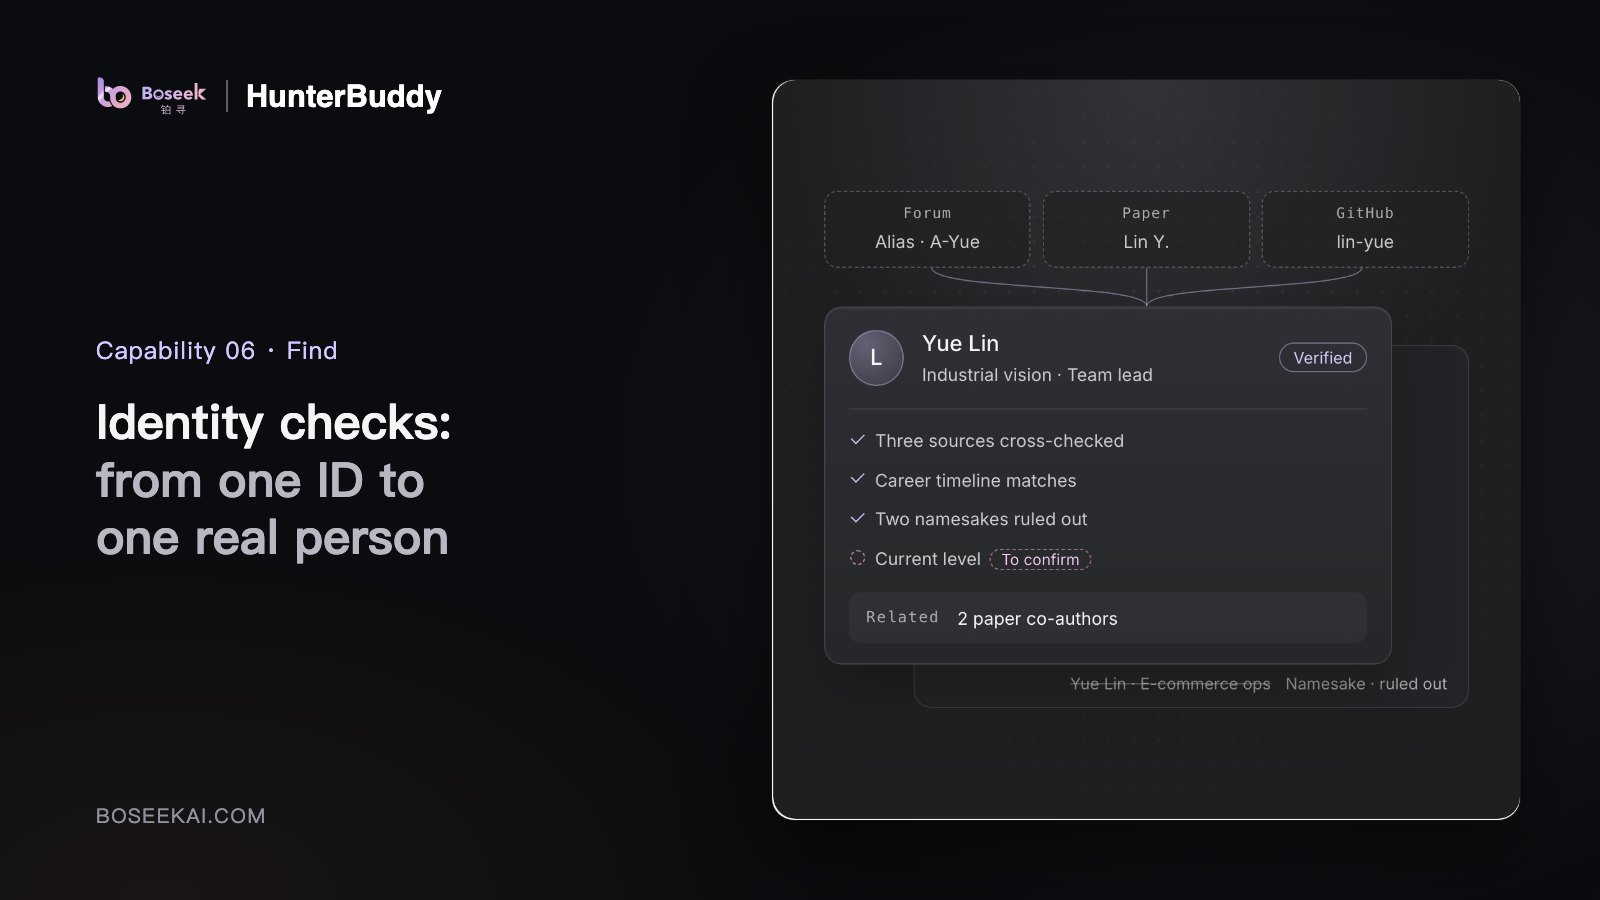 Boseek
铂寻
HunterBuddy
Capability 06 · Find
Identity checks:
from one ID to
one real person
BOSEEKAI.COM
Forum
Alias · A-Yue
Paper
Lin Y.
GitHub
lin-yue
L
Yue Lin
Industrial vision · Team lead
Verified
Three sources cross-checked
Career timeline matches
Two namesakes ruled out
Current level To confirm
Related 2 paper co-authors
Yue Lin · E-commerce ops Namesake · ruled out